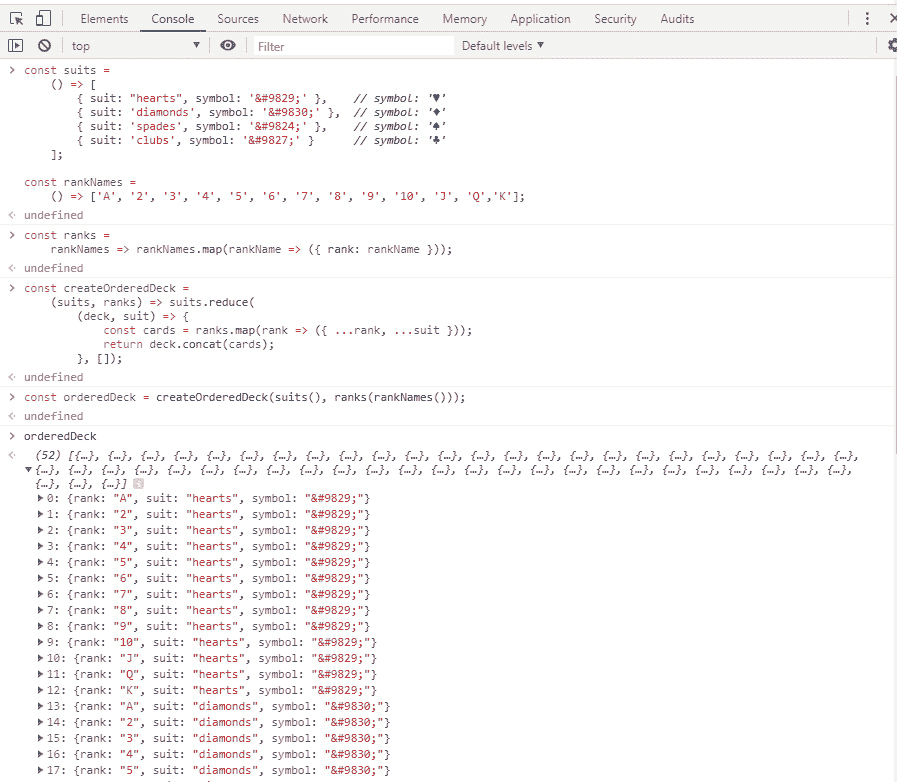 Elements Console Sources Network Performance Memory Application Security Audits
top Filter Default levels
const suits =
() => [
{ suit: "hearts", symbol: '&#9829;' }, // symbol: '♥'
{ suit: 'diamonds', symbol: '&#9830;' }, // symbol: '♦'
{ suit: 'spades', symbol: '&#9824;' }, // symbol: '♠'
{ suit: 'clubs', symbol: '&#9827;' } // symbol: '♣'
];
const rankNames =
() => ['A', '2', '3', '4', '5', '6', '7', '8', '9', '10', 'J', 'Q','K'];
undefined
const ranks =
rankNames => rankNames.map(rankName => ({ rank: rankName }));
undefined
const createOrderedDeck =
(suits, ranks) => suits.reduce(
(deck, suit) => {
const cards = ranks.map(rank => ({ ...rank, ...suit }));
return deck.concat(cards);
}, []);
undefined
const orderedDeck = createOrderedDeck(suits(), ranks(rankNames()));
undefined
orderedDeck
(52) [{…}, {…}, {…}, {…}, {…}, {…}, {…}, {…}, {…}, {…}, {…}, {…}, {…}, {…}, {…}, {…}, {…}, {…}, {…}, {…}, {…}, {…}, {…}, {…},
{…}, {…}, {…}, {…}, {…}, {…}, {…}, {…}, {…}, {…}, {…}, {…}, {…}, {…}, {…}, {…}, {…}, {…}, {…}, {…}, {…}, {…}, {…}, {…}, {…},
{…}, {…}, {…}]
0: {rank: "A", suit: "hearts", symbol: "&#9829;"}
1: {rank: "2", suit: "hearts", symbol: "&#9829;"}
2: {rank: "3", suit: "hearts", symbol: "&#9829;"}
3: {rank: "4", suit: "hearts", symbol: "&#9829;"}
4: {rank: "5", suit: "hearts", symbol: "&#9829;"}
5: {rank: "6", suit: "hearts", symbol: "&#9829;"}
6: {rank: "7", suit: "hearts", symbol: "&#9829;"}
7: {rank: "8", suit: "hearts", symbol: "&#9829;"}
8: {rank: "9", suit: "hearts", symbol: "&#9829;"}
9: {rank: "10", suit: "hearts", symbol: "&#9829;"}
10: {rank: "J", suit: "hearts", symbol: "&#9829;"}
11: {rank: "Q", suit: "hearts", symbol: "&#9829;"}
12: {rank: "K", suit: "hearts", symbol: "&#9829;"}
13: {rank: "A", suit: "diamonds", symbol: "&#9830;"}
14: {rank: "2", suit: "diamonds", symbol: "&#9830;"}
15: {rank: "3", suit: "diamonds", symbol: "&#9830;"}
16: {rank: "4", suit: "diamonds", symbol: "&#9830;"}
17: {rank: "5", suit: "diamonds", symbol: "&#9830;"}